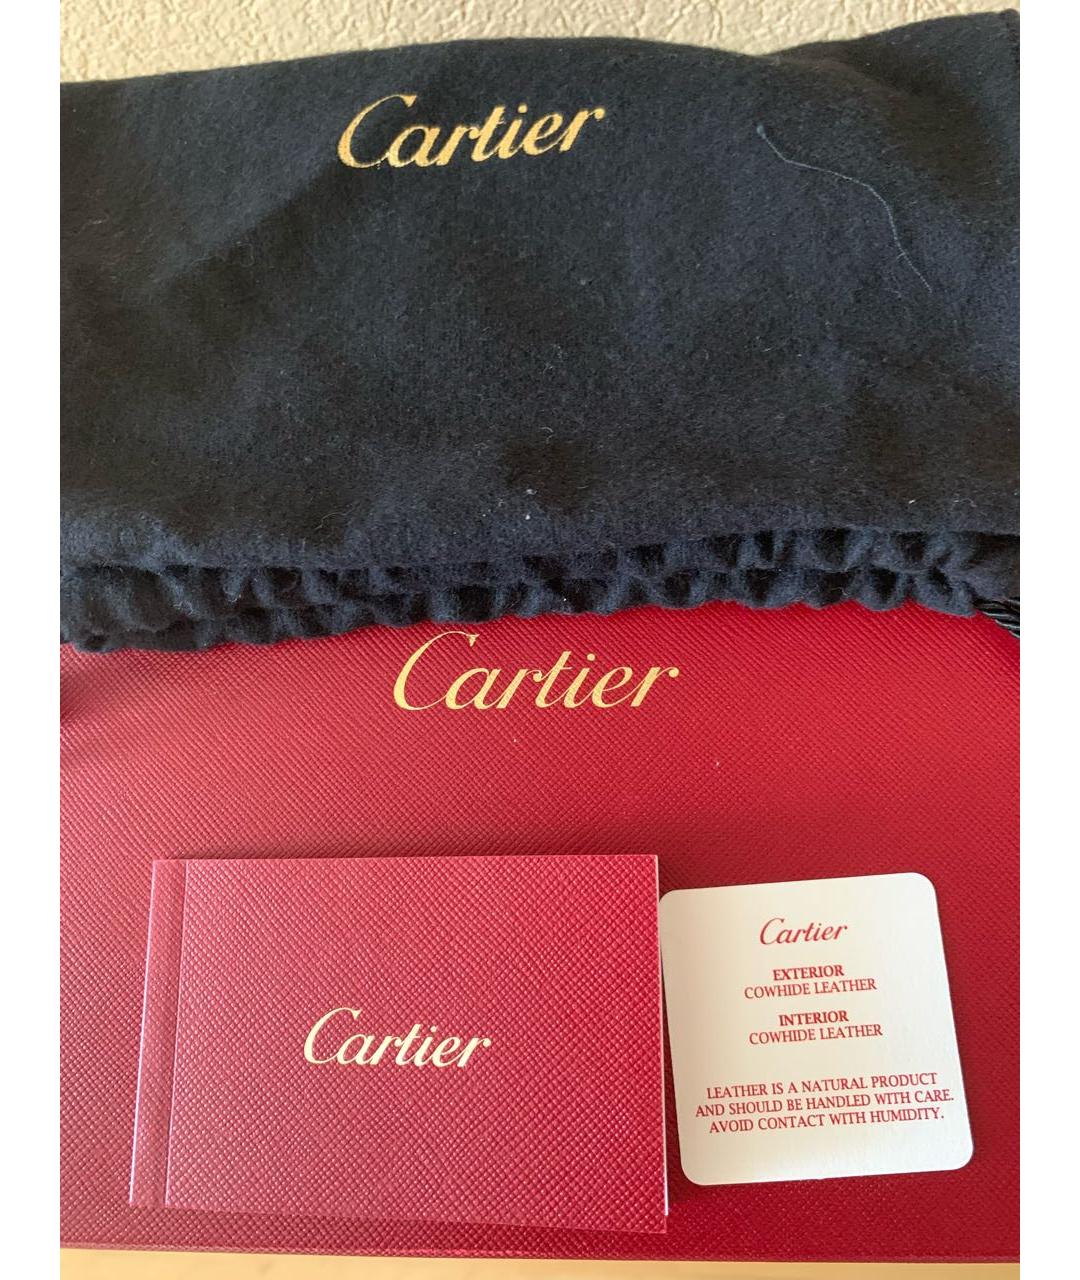 Cartier
Cartier
Cartier
Cartier
EXTERIOR
COWHIDE LEATHER
INTERIOR
COWHIDE LEATHER
LEATHER IS A NATURAL PRODUCT
AND SHOULD BE HANDLED WITH CARE.
AVOID CONTACT WITH HUMIDITY.